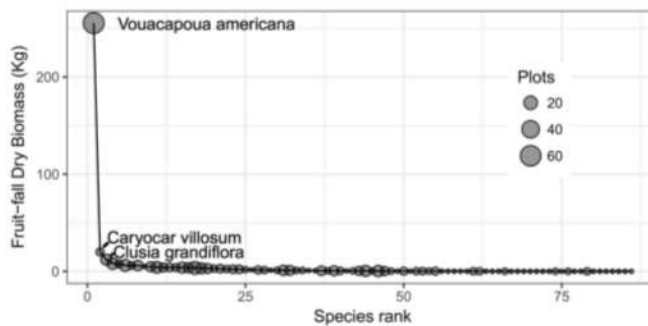 Vouacapoua americana
Caryocar villosum
Clusia grandiflora
Plots
20
40
60
Fruit-fall Dry Biomass (Kg)
200
100
0
0 25 50 75
Species rank